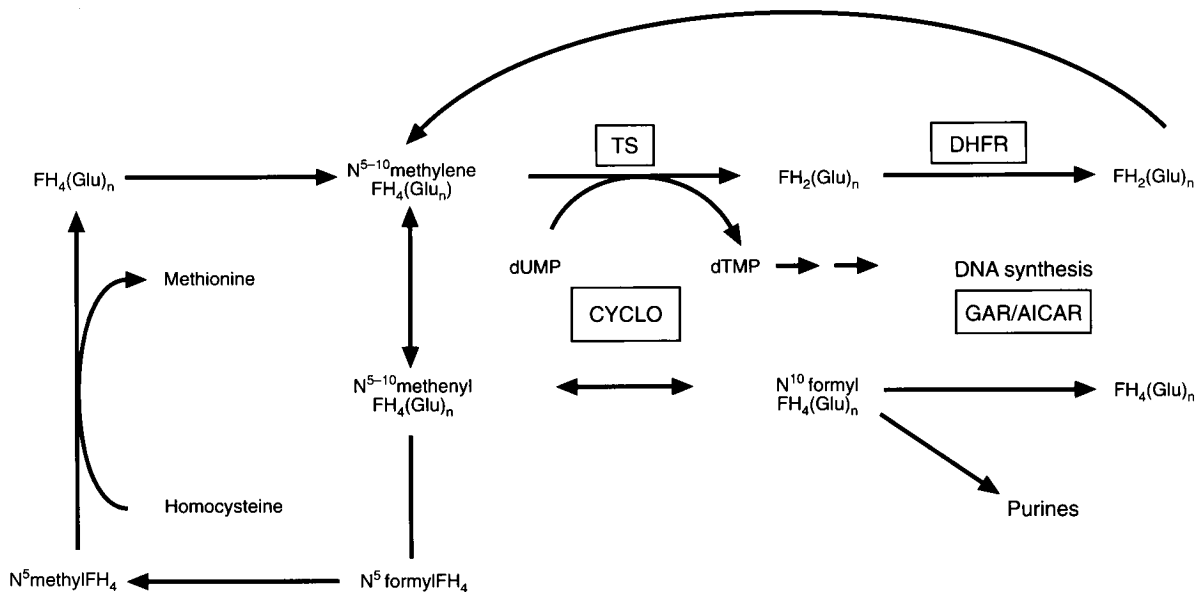 TS
DHFR
FH₄(Glu)ₙ
N⁵⁻¹⁰methylene
FH₄(Gluₙ)
FH₂(Glu)ₙ
FH₂(Glu)ₙ
Methionine
dUMP
dTMP
DNA synthesis
CYCLO
GAR/AICAR
N⁵⁻¹⁰methenyl
FH₄(Glu)ₙ
N¹⁰ formyl
FH₄(Glu)ₙ
FH₄(Glu)ₙ
Homocysteine
Purines
N⁵methylFH₄
N⁵ formylFH₄